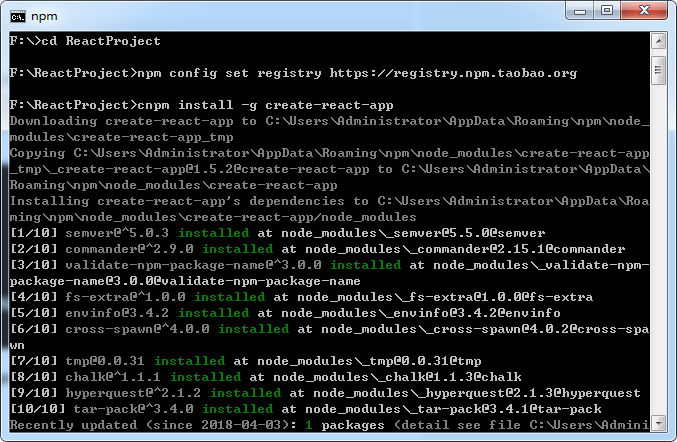 npm
F:\>cd ReactProject
F:\ReactProject>npm config set registry https://registry.npm.taobao.org
F:\ReactProject>cnpm install -g create-react-app
Downloading create-react-app to C:\Users\Administrator\AppData\Roaming\npm\node_
modules\create-react-app_tmp
Copying C:\Users\Administrator\AppData\Roaming\npm\node_modules\create-react-app
_tmp\_create-react-app@1.5.2@create-react-app to C:\Users\Administrator\AppData\
Roaming\npm\node_modules\create-react-app
Installing create-react-app's dependencies to C:\Users\Administrator\AppData\Roa
ming\npm\node_modules\create-react-app/node_modules
[1/10] semver@^5.0.3 installed at node_modules\_semver@5.5.0@semver
[2/10] commander@^2.9.0 installed at node_modules\_commander@2.15.1@commander
[3/10] validate-npm-package-name@^3.0.0 installed at node_modules\_validate-npm-
package-name@3.0.0@validate-npm-package-name
[4/10] fs-extra@^1.0.0 installed at node_modules\_fs-extra@1.0.0@fs-extra
[5/10] envinfo@3.4.2 installed at node_modules\_envinfo@3.4.2@envinfo
[6/10] cross-spawn@^4.0.0 installed at node_modules\_cross-spawn@4.0.2@cross-spa
wn
[7/10] tmp@0.0.31 installed at node_modules\_tmp@0.0.31@tmp
[8/10] chalk@^1.1.1 installed at node_modules\_chalk@1.1.3@chalk
[9/10] hyperquest@^2.1.2 installed at node_modules\_hyperquest@2.1.3@hyperquest
[10/10] tar-pack@^3.4.0 installed at node_modules\_tar-pack@3.4.1@tar-pack
Recently updated (since 2018-04-03): 1 packages (detail see file C:\Users\Admini